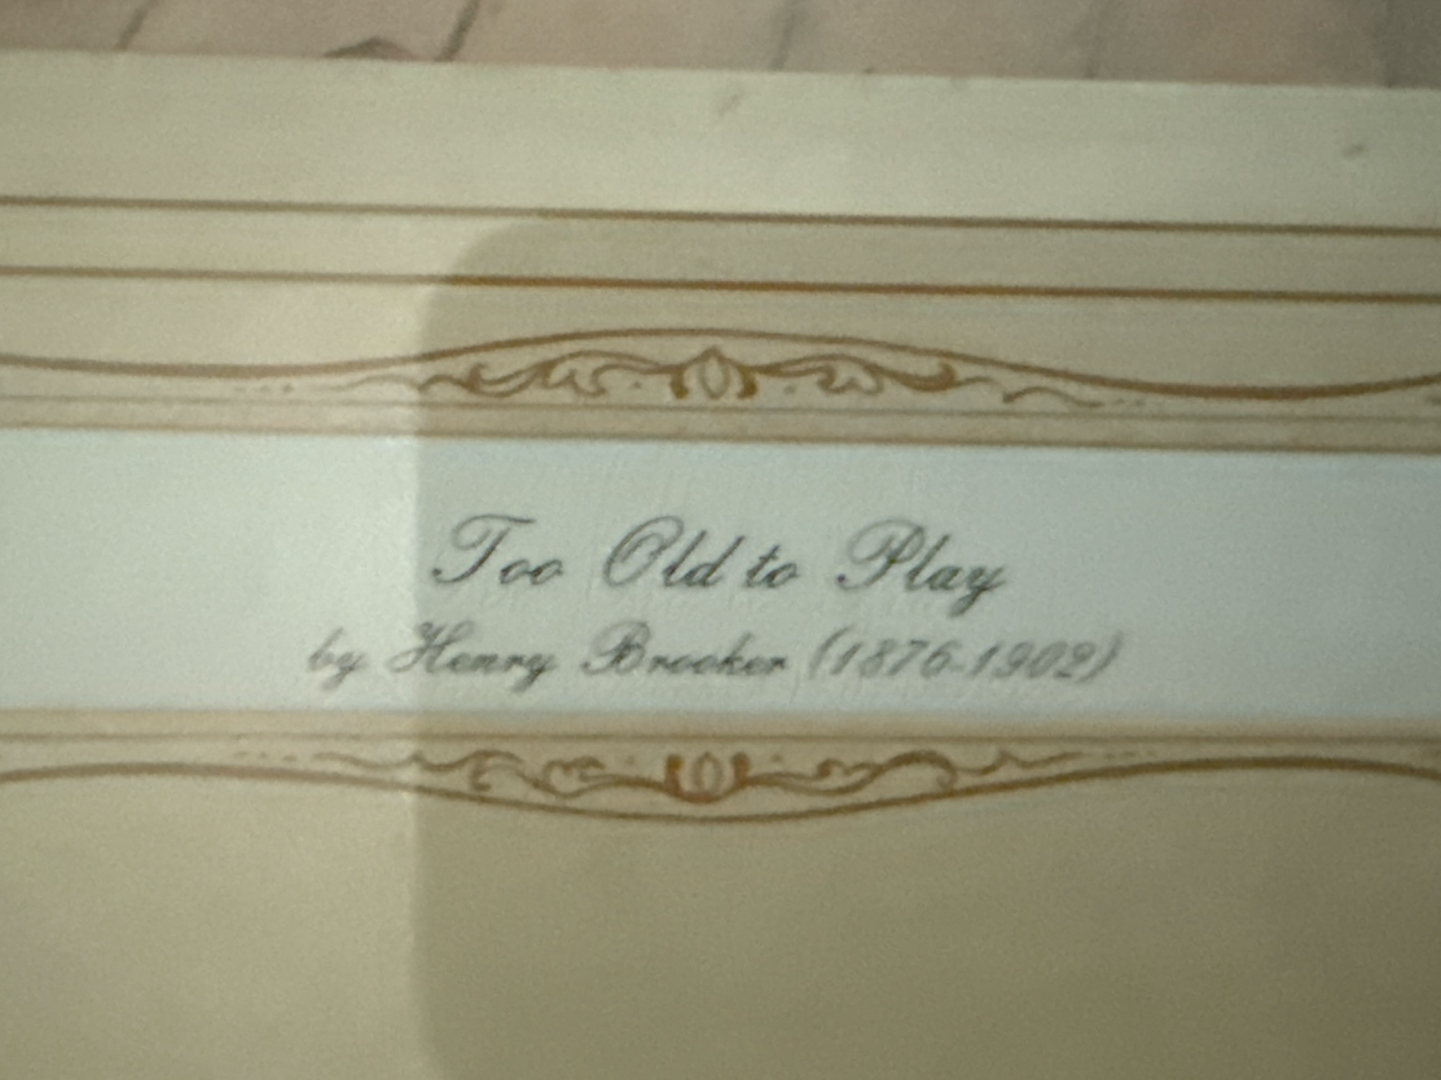 Too Old to Play
by Henry Brooker (1876-1902)